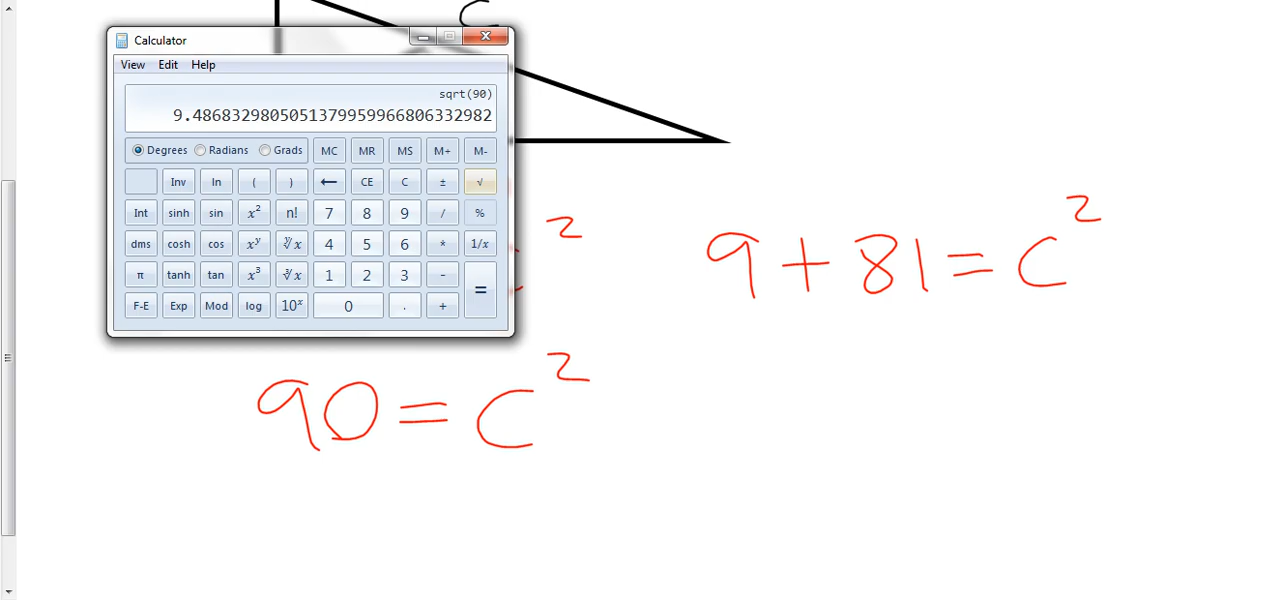 C
Calculator
View Edit Help
sqrt(90)
9.4868329805051379959966806332982
Degrees Radians Grads MC MR MS M+ M-
Inv ln ( ) ← CE C ± √
Int sinh sin x² n! 7 8 9 / %
dms cosh cos xʸ ʸ√x 4 5 6 * 1/x
π tanh tan x³ ³√x 1 2 3 - =
F-E Exp Mod log 10ˣ 0 . +
2
9 + 81 = c²
90 = c²